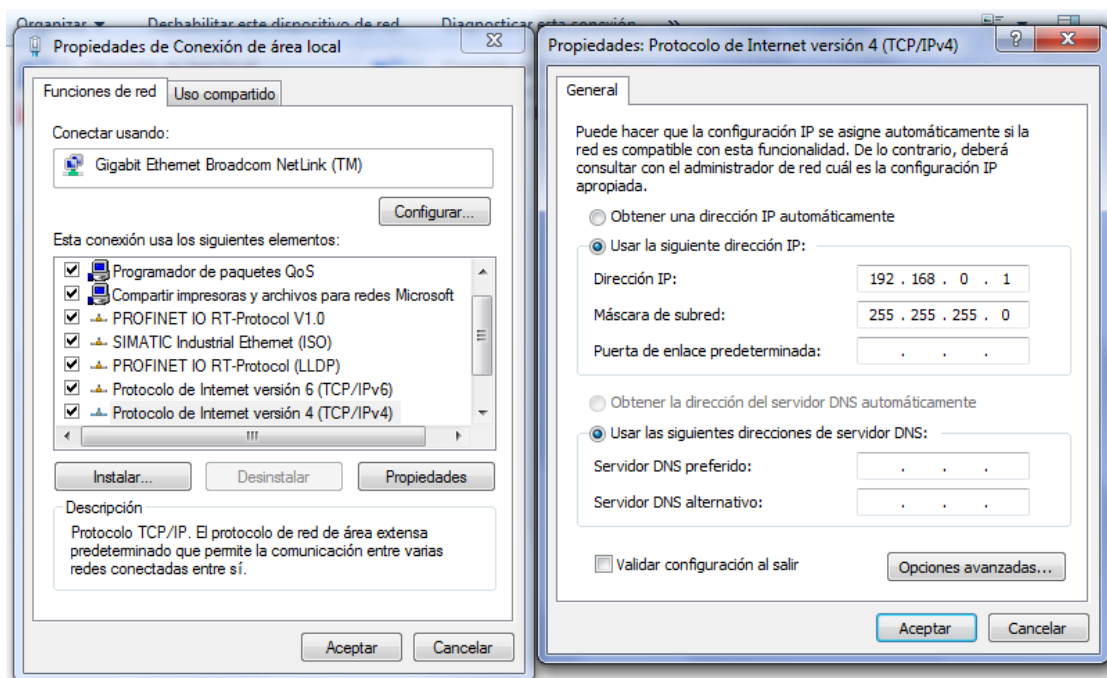 Organizar Deshabilitar este dispositivo de red Diagnosticar esta conexión »
Propiedades de Conexión de área local
Funciones de red Uso compartido
Conectar usando:
Gigabit Ethernet Broadcom NetLink (TM)
Configurar...
Esta conexión usa los siguientes elementos:
Programador de paquetes QoS
Compartir impresoras y archivos para redes Microsoft
PROFINET IO RT-Protocol V1.0
SIMATIC Industrial Ethernet (ISO)
PROFINET IO RT-Protocol (LLDP)
Protocolo de Internet versión 6 (TCP/IPv6)
Protocolo de Internet versión 4 (TCP/IPv4)
Instalar... Desinstalar Propiedades
Descripción
Protocolo TCP/IP. El protocolo de red de área extensa
predeterminado que permite la comunicación entre varias
redes conectadas entre sí.
Aceptar Cancelar
Propiedades: Protocolo de Internet versión 4 (TCP/IPv4)
General
Puede hacer que la configuración IP se asigne automáticamente si la
red es compatible con esta funcionalidad. De lo contrario, deberá
consultar con el administrador de red cuál es la configuración IP
apropiada.
Obtener una dirección IP automáticamente
Usar la siguiente dirección IP:
Dirección IP: 192 . 168 . 0 . 1
Máscara de subred: 255 . 255 . 255 . 0
Puerta de enlace predeterminada: . . .
Obtener la dirección del servidor DNS automáticamente
Usar las siguientes direcciones de servidor DNS:
Servidor DNS preferido: . . .
Servidor DNS alternativo: . . .
Validar configuración al salir
Opciones avanzadas...
Aceptar Cancelar